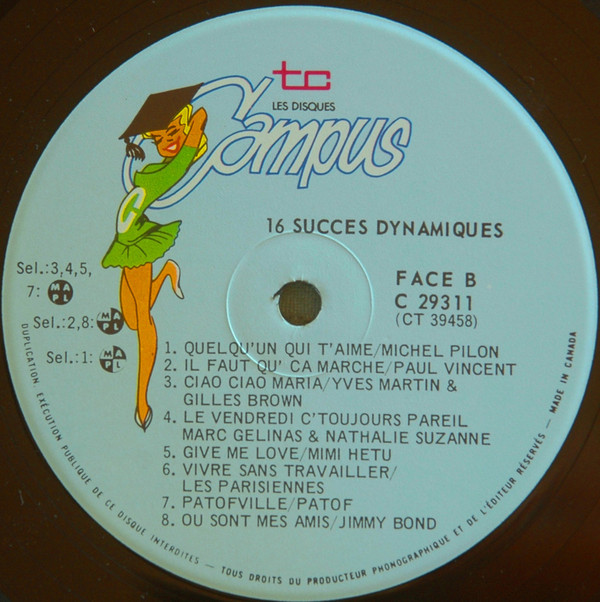 tc
LES DISQUES
Campus
C
16 SUCCES DYNAMIQUES
FACE B
C 29311
(CT 39458)
Sel.:3,4,5,
7: MAPL
Sel.:2,8: MAPL
Sel.:1: MAPL
1. QUELQU'UN QUI T'AIME/MICHEL PILON
2. IL FAUT QU' CA MARCHE/PAUL VINCENT
3. CIAO CIAO MARIA/YVES MARTIN &
GILLES BROWN
4. LE VENDREDI C'TOUJOURS PAREIL
MARC GELINAS & NATHALIE SUZANNE
5. GIVE ME LOVE/MIMI HETU
6. VIVRE SANS TRAVAILLER/
LES PARISIENNES
7. PATOFVILLE/PATOF
8. OU SONT MES AMIS/JIMMY BOND
DUPLICATION, EXÉCUTION PUBLIQUE DE CE DISQUE INTERDITES — TOUS DROITS DU PRODUCTEUR PHONOGRAPHIQUE ET DE L'ÉDITEUR RÉSERVÉS — MADE IN CANADA